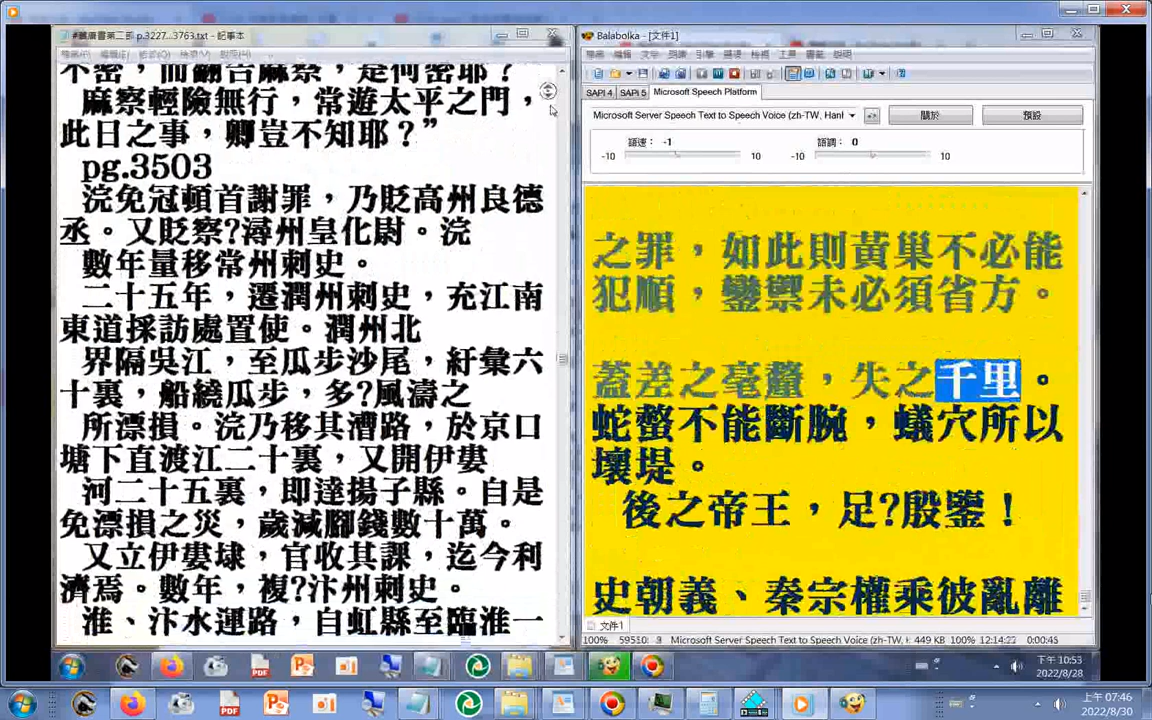 #舊唐書第二部 p.3227...3763.txt - 記事本
不密，而翻告麻察，是何密耶？
麻察輕險無行，常遊太平之門，
此日之事，卿豈不知耶？”
pg.3503
浣免冠頓首謝罪，乃貶高州良德
丞。又貶察?潯州皇化尉。浣
數年量移常州刺史。
二十五年，遷潤州刺史，充江南
東道採訪處置使。潤州北
界隔吳江，至瓜步沙尾，紆彙六
十裏，船繞瓜步，多?風濤之
所漂損。浣乃移其漕路，於京口
塘下直渡江二十裏，又開伊婁
河二十五裏，即達揚子縣。自是
免漂損之災，歲減腳錢數十萬。
又立伊婁埭，官收其課，迄今利
濟焉。數年，複?汴州刺史。
淮、汴水運路，自虹縣至臨淮一
Balabolka - [文件1]
SAPI 4 SAPI 5 Microsoft Speech Platform
Microsoft Server Speech Text to Speech Voice (zh-TW, Hanl
關於 預設
語速： -1 語調： 0
-10 10 -10 10
之罪，如此則黃巢不必能
犯順，鑾禦未必須省方。
蓋差之毫釐，失之千里。
蛇螫不能斷腕，蟻穴所以
壞堤。
後之帝王，足?殷鑒！
史朝義、秦宗權乘彼亂離
文件1
100% Microsoft Server Speech Text to Speech Voice (zh-TW, H 449 KB 100% 12:14:22 0:00:45
下午 10:53
2022/8/28
上午 07:46
2022/8/30